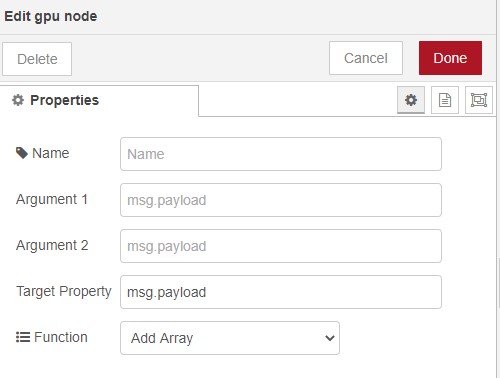 Edit gpu node
Delete Cancel Done
Properties
Name Name
Argument 1 msg.payload
Argument 2 msg.payload
Target Property msg.payload
Function Add Array